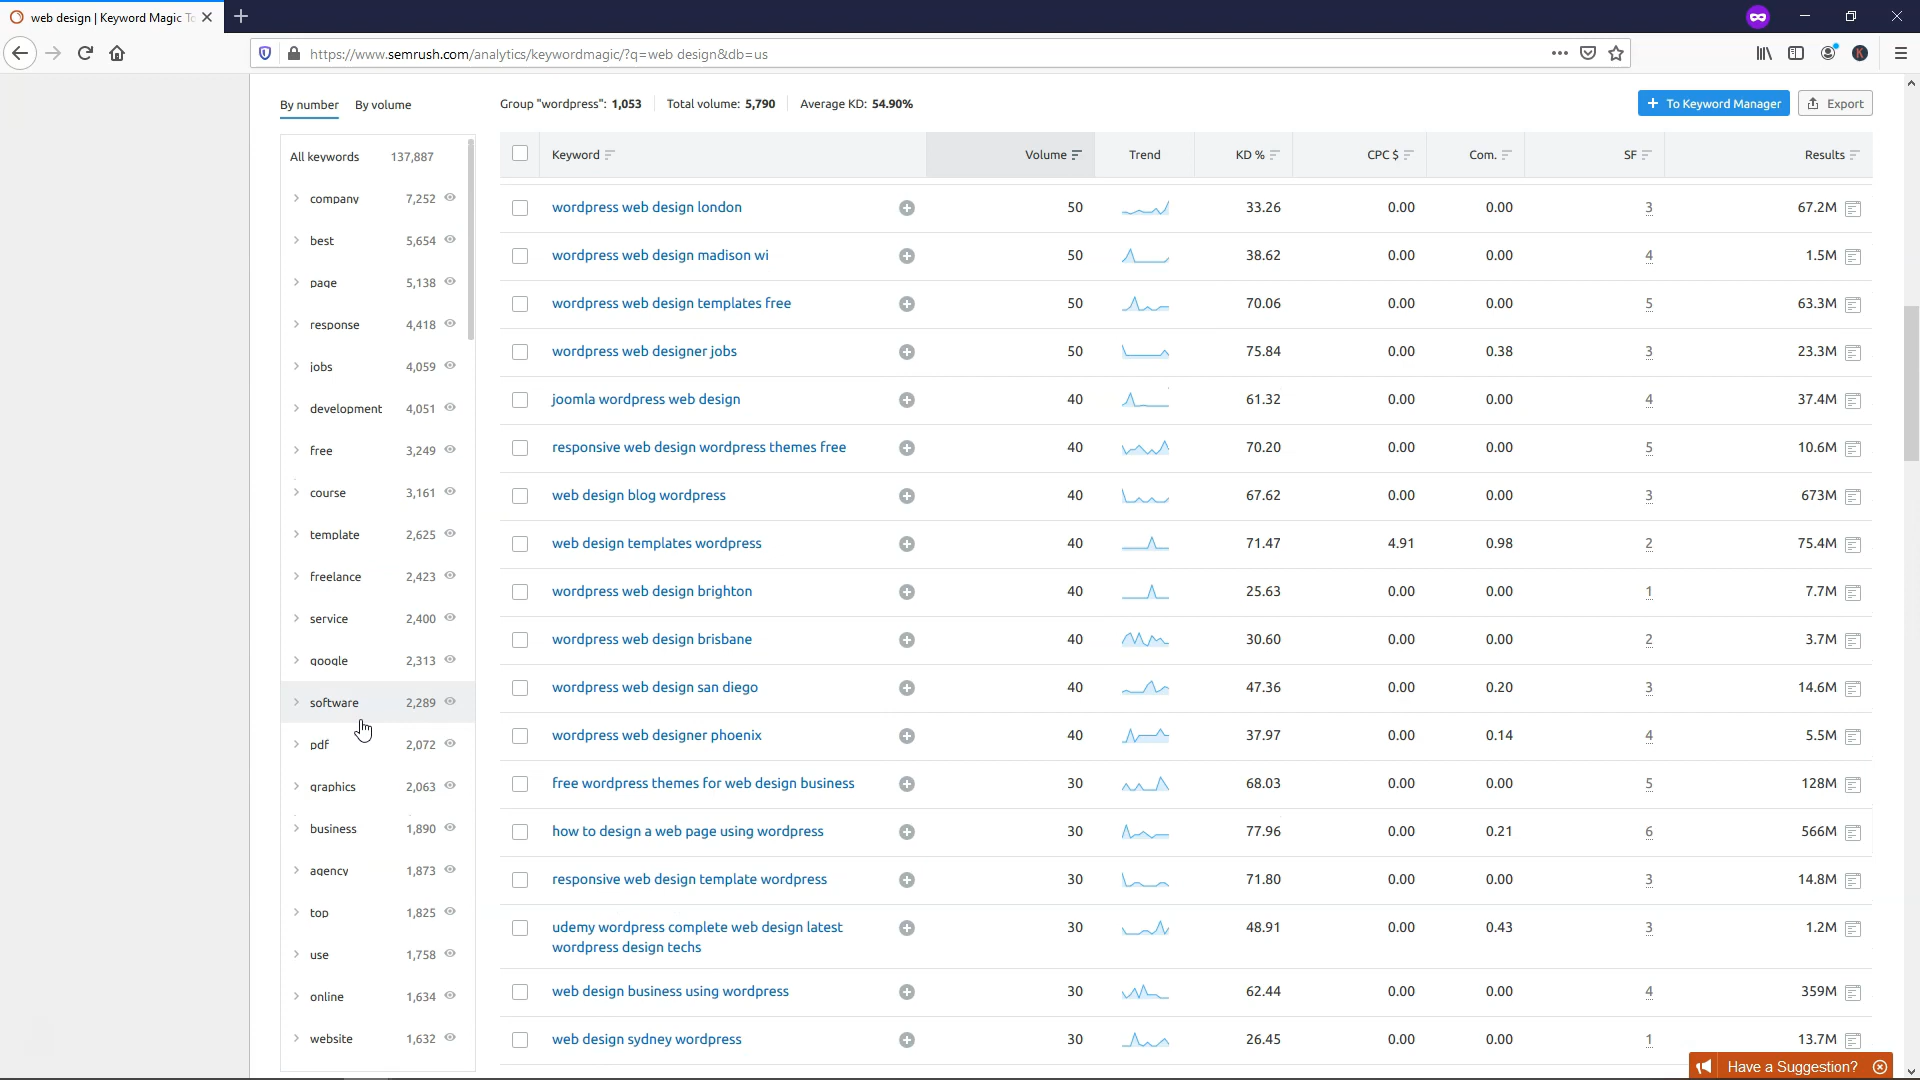 web design | Keyword Magic To
https://www.semrush.com/analytics/keywordmagic/?q=web design&db=us
By number By volume
Group "wordpress": 1,053 Total volume: 5,790 Average KD: 54.90%
+ To Keyword Manager Export
All keywords 137,887
company 7,252
best 5,654
page 5,138
response 4,418
jobs 4,059
development 4,051
free 3,249
course 3,161
template 2,625
freelance 2,423
service 2,400
google 2,313
software 2,289
pdf 2,072
graphics 2,063
business 1,890
agency 1,873
top 1,825
use 1,758
online 1,634
website 1,632
Keyword Volume Trend KD % CPC $ Com. SF Results
wordpress web design london 50 33.26 0.00 0.00 3 67.2M
wordpress web design madison wi 50 38.62 0.00 0.00 4 1.5M
wordpress web design templates free 50 70.06 0.00 0.00 5 63.3M
wordpress web designer jobs 50 75.84 0.00 0.38 3 23.3M
joomla wordpress web design 40 61.32 0.00 0.00 4 37.4M
responsive web design wordpress themes free 40 70.20 0.00 0.00 5 10.6M
web design blog wordpress 40 67.62 0.00 0.00 3 673M
web design templates wordpress 40 71.47 4.91 0.98 2 75.4M
wordpress web design brighton 40 25.63 0.00 0.00 1 7.7M
wordpress web design brisbane 40 30.60 0.00 0.00 2 3.7M
wordpress web design san diego 40 47.36 0.00 0.20 3 14.6M
wordpress web designer phoenix 40 37.97 0.00 0.14 4 5.5M
free wordpress themes for web design business 30 68.03 0.00 0.00 5 128M
how to design a web page using wordpress 30 77.96 0.00 0.21 6 566M
responsive web design template wordpress 30 71.80 0.00 0.00 3 14.8M
udemy wordpress complete web design latest 30 48.91 0.00 0.43 3 1.2M
wordpress design techs
web design business using wordpress 30 62.44 0.00 0.00 4 359M
web design sydney wordpress 30 26.45 0.00 0.00 1 13.7M
Have a Suggestion?